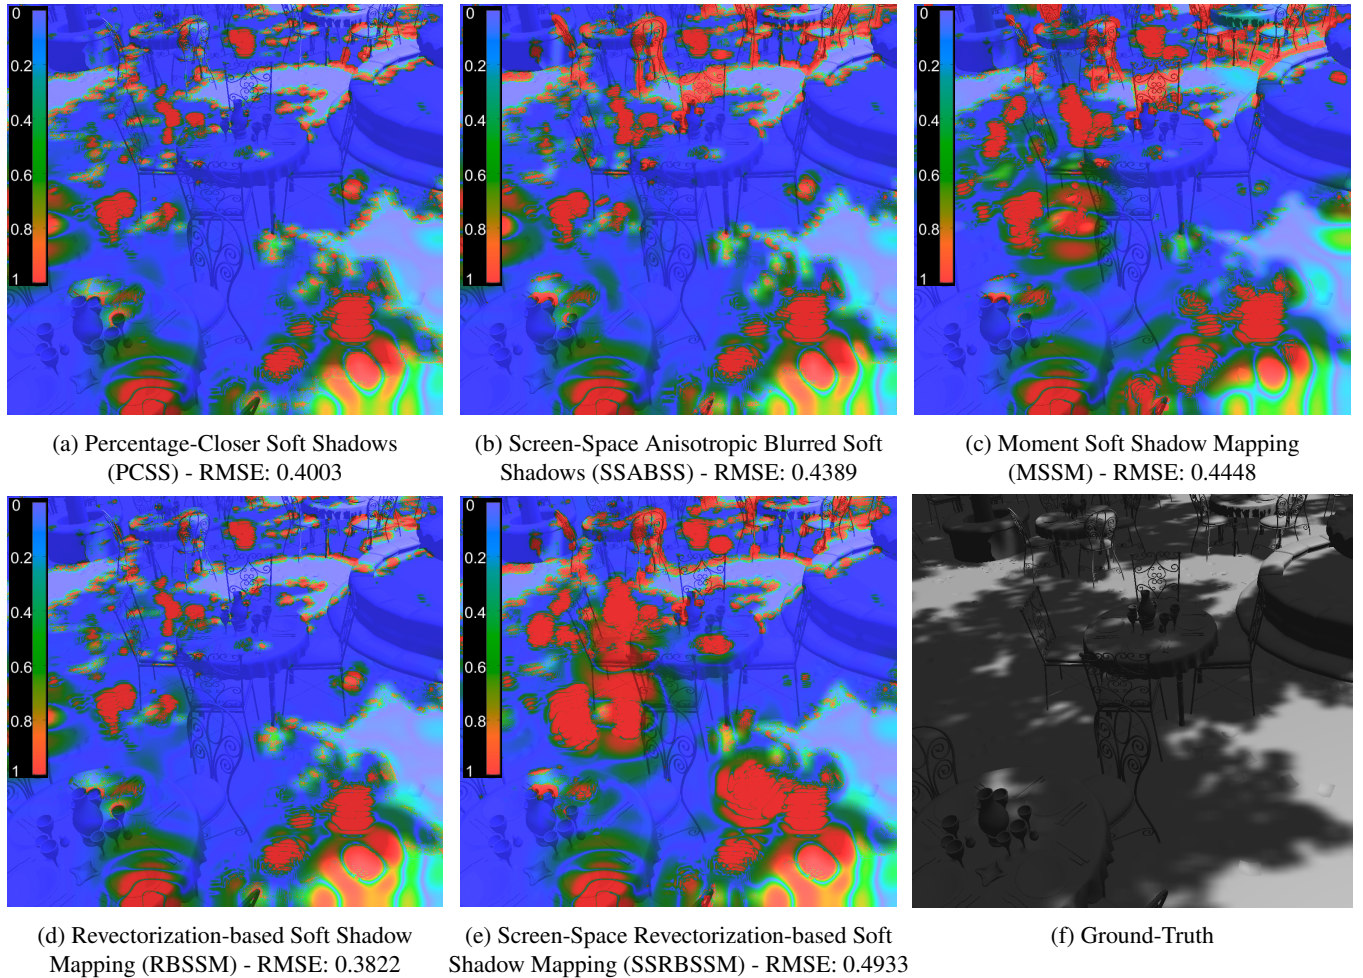 0
0.2
0.4
0.6
0.8
1
0
0.2
0.4
0.6
0.8
1
0
0.2
0.4
0.6
0.8
1
(a) Percentage-Closer Soft Shadows
(PCSS) - RMSE: 0.4003
(b) Screen-Space Anisotropic Blurred Soft
Shadows (SSABSS) - RMSE: 0.4389
(c) Moment Soft Shadow Mapping
(MSSM) - RMSE: 0.4448
0
0.2
0.4
0.6
0.8
1
0
0.2
0.4
0.6
0.8
1
(d) Revectorization-based Soft Shadow
Mapping (RBSSM) - RMSE: 0.3822
(e) Screen-Space Revectorization-based Soft
Shadow Mapping (SSRBSSM) - RMSE: 0.4933
(f) Ground-Truth